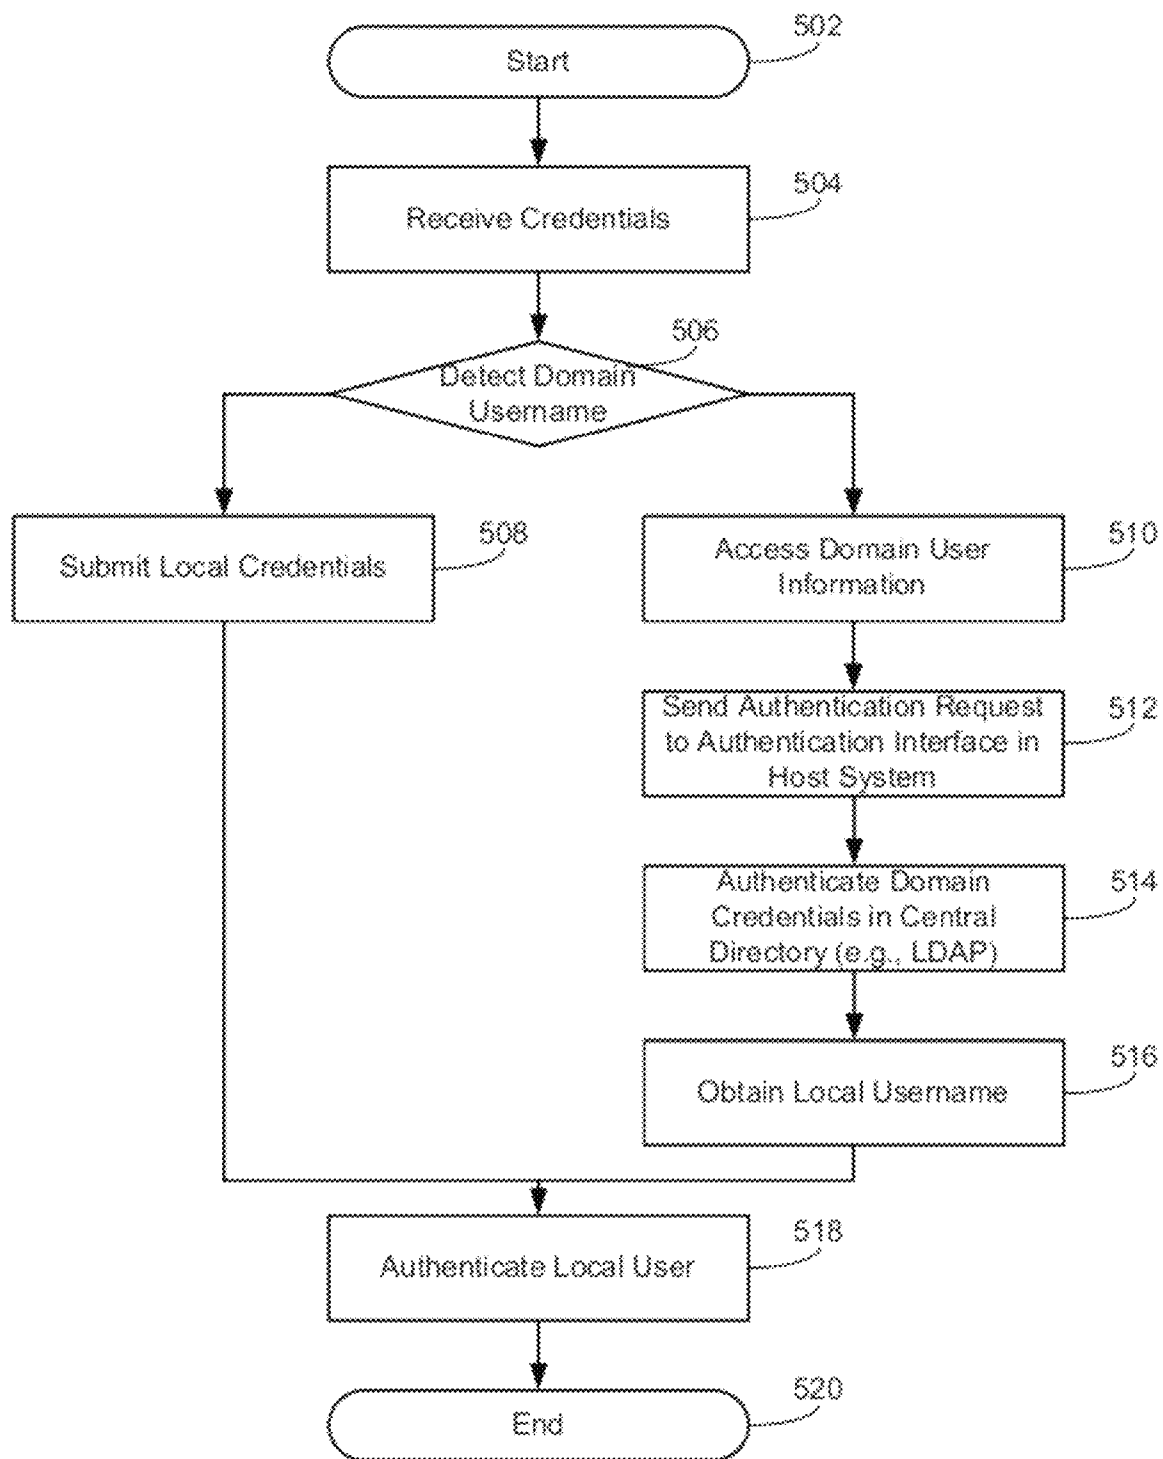 502
Start
504
Receive Credentials
506
Detect Domain
Username
508
Submit Local Credentials
510
Access Domain User
Information
512
Send Authentication Request
to Authentication Interface in
Host System
514
Authenticate Domain
Credentials in Central
Directory (e.g., LDAP)
516
Obtain Local Username
518
Authenticate Local User
520
End